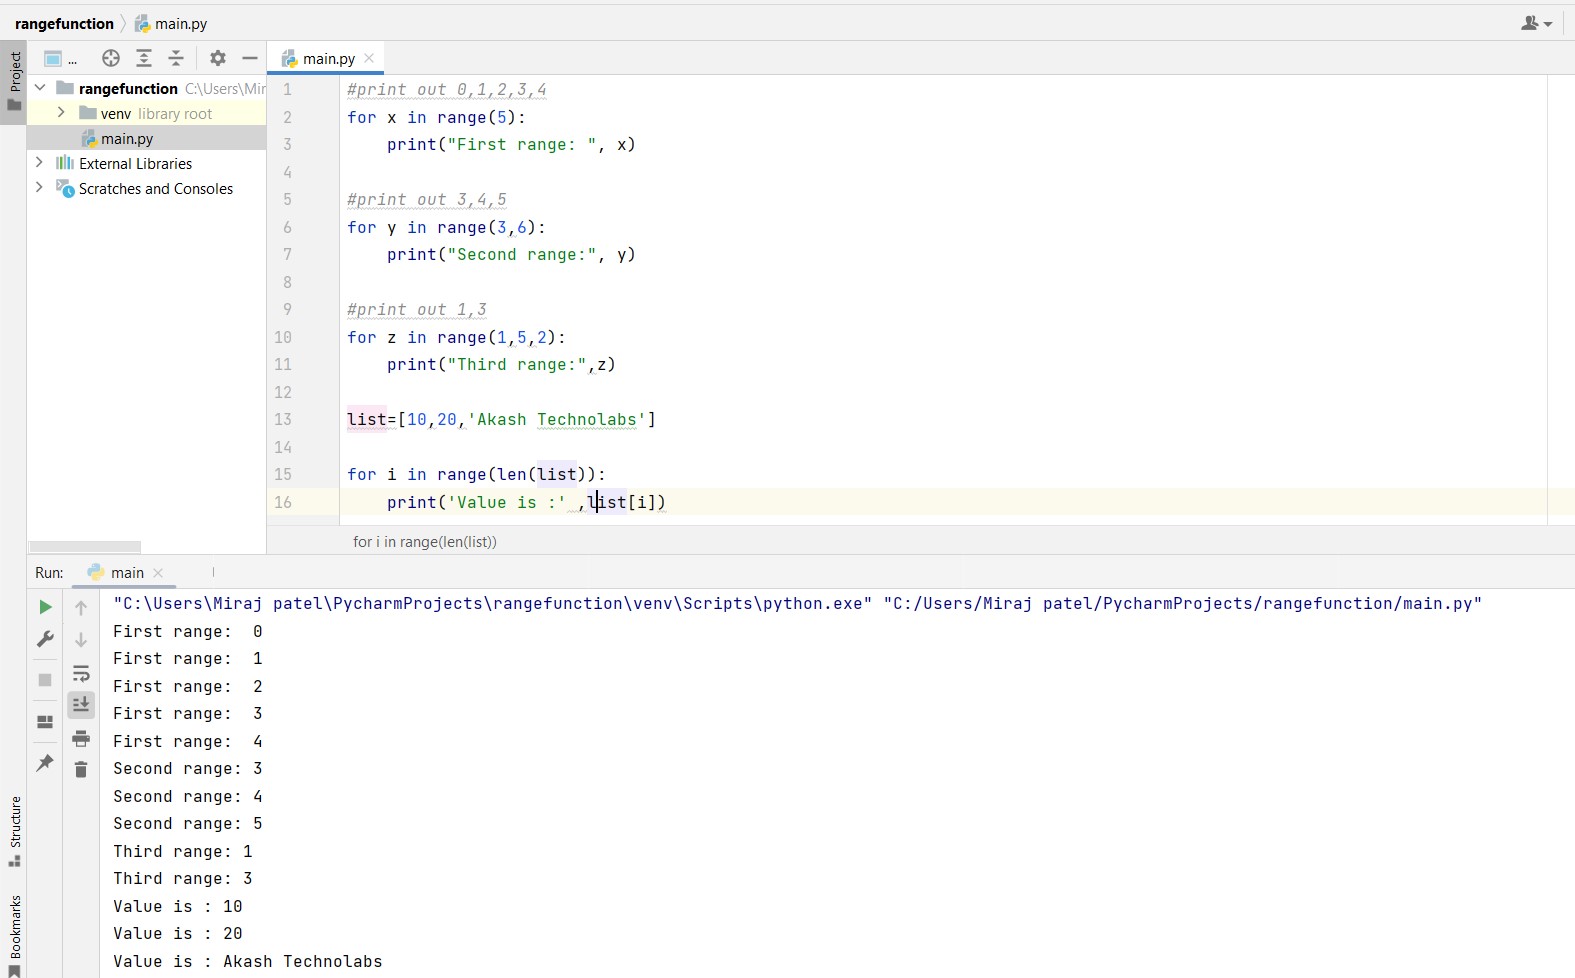 rangefunction main.py
Project
...
main.py
rangefunction C:\Users\Mir
venv library root
main.py
External Libraries
Scratches and Consoles
1 #print out 0,1,2,3,4
2 for x in range(5):
3 print("First range: ", x)
4
5 #print out 3,4,5
6 for y in range(3,6):
7 print("Second range:", y)
8
9 #print out 1,3
10 for z in range(1,5,2):
11 print("Third range:",z)
12
13 list=[10,20,'Akash Technolabs']
14
15 for i in range(len(list)):
16 print('Value is :' ,list[i])
for i in range(len(list))
Run: main
"C:\Users\Miraj patel\PycharmProjects\rangefunction\venv\Scripts\python.exe" "C:/Users/Miraj patel/PycharmProjects/rangefunction/main.py"
First range:  0
First range:  1
First range:  2
First range:  3
First range:  4
Second range: 3
Second range: 4
Second range: 5
Third range: 1
Third range: 3
Value is : 10
Value is : 20
Value is : Akash Technolabs
Structure
Bookmarks